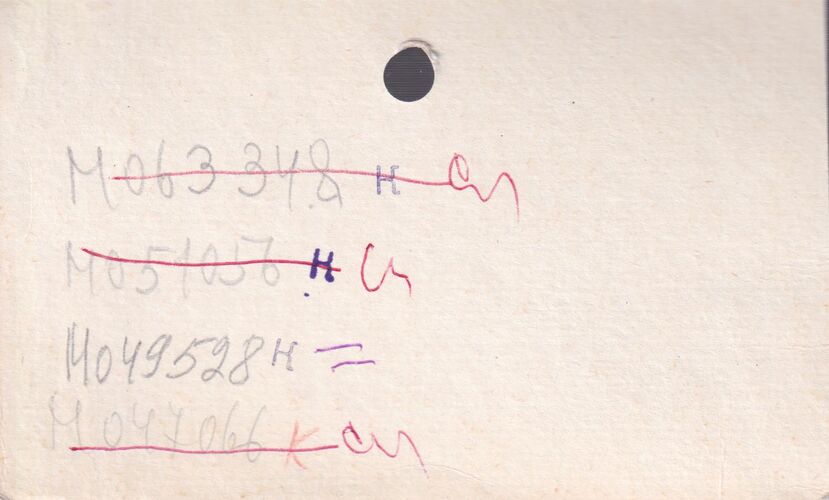 М063348 н Сп
М051056 н Сп
М049528 н =
М047066 к Сп